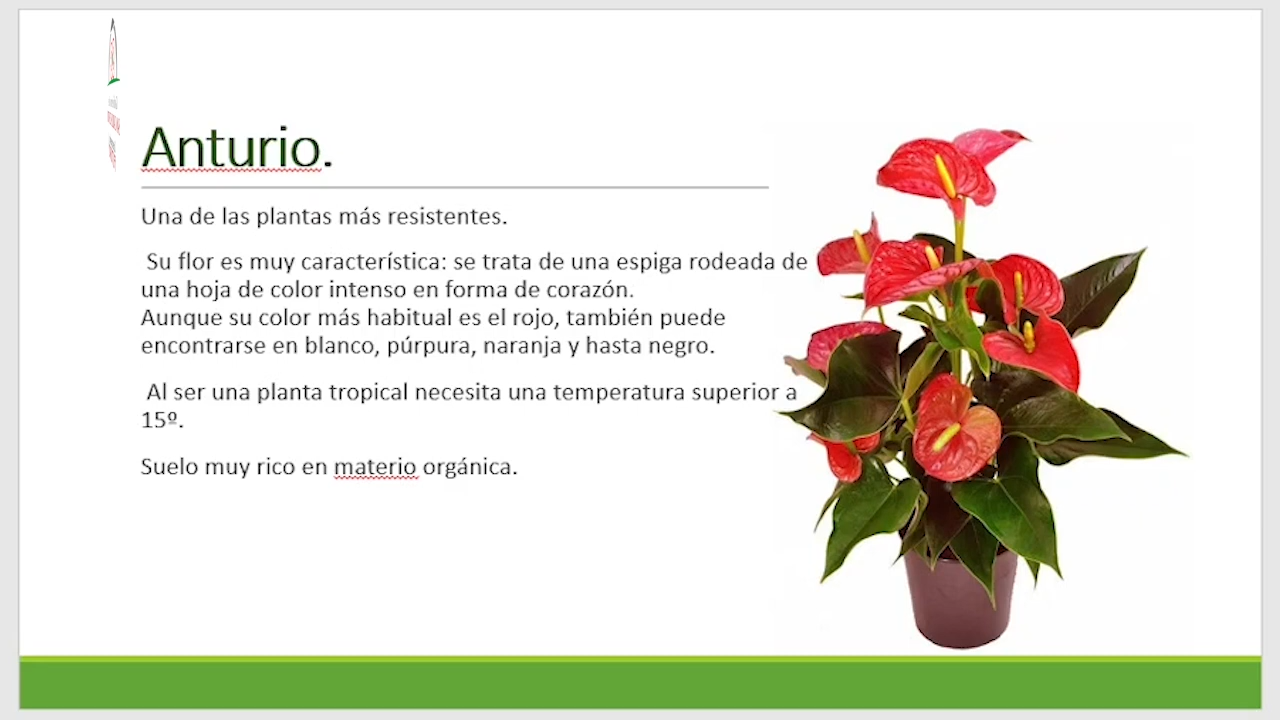 Anturio.
Una de las plantas más resistentes.
Su flor es muy característica: se trata de una espiga rodeada de
una hoja de color intenso en forma de corazón.
Aunque su color más habitual es el rojo, también puede
encontrarse en blanco, púrpura, naranja y hasta negro.
Al ser una planta tropical necesita una temperatura superior a
15º.
Suelo muy rico en materio orgánica.